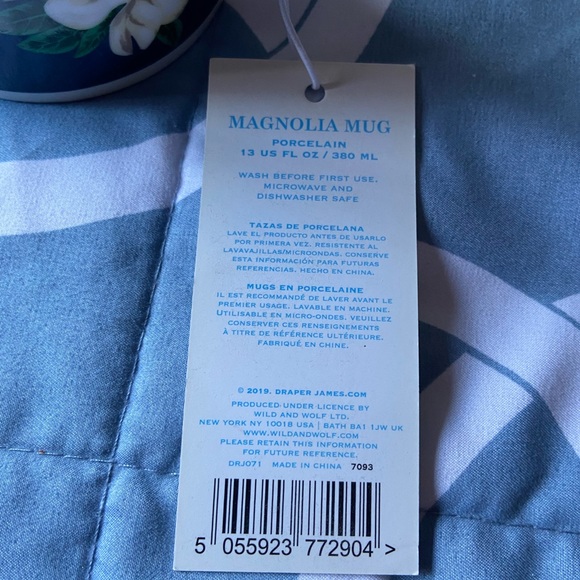 MAGNOLIA MUG
PORCELAIN
13 US FL OZ / 380 ML
WASH BEFORE FIRST USE,
MICROWAVE AND
DISHWASHER SAFE
TAZAS DE PORCELANA
LAVE EL PRODUCTO ANTES DE USARLO
POR PRIMERA VEZ. RESISTENTE AL
LAVAVAJILLAS/MICROONDAS. CONSERVE
ESTA INFORMACIÓN PARA FUTURAS
REFERENCIAS. HECHO EN CHINA.
MUGS EN PORCELAINE
IL EST RECOMMANDÉ DE LAVER AVANT LE
PREMIER USAGE. LAVABLE EN MACHINE.
UTILISABLE EN MICRO-ONDES. VEUILLEZ
CONSERVER CES RENSEIGNEMENTS
À TITRE DE RÉFÉRENCE ULTÉRIEURE.
FABRIQUÉ EN CHINE.
© 2019. DRAPER JAMES.COM
PRODUCED UNDER LICENCE BY
WILD AND WOLF LTD.
NEW YORK NY 10018 USA | BATH BA1 1JW UK
WWW.WILDANDWOLF.COM
PLEASE RETAIN THIS INFORMATION
FOR FUTURE REFERENCE.
DRJ071 MADE IN CHINA 7093
5 055923 772904 >